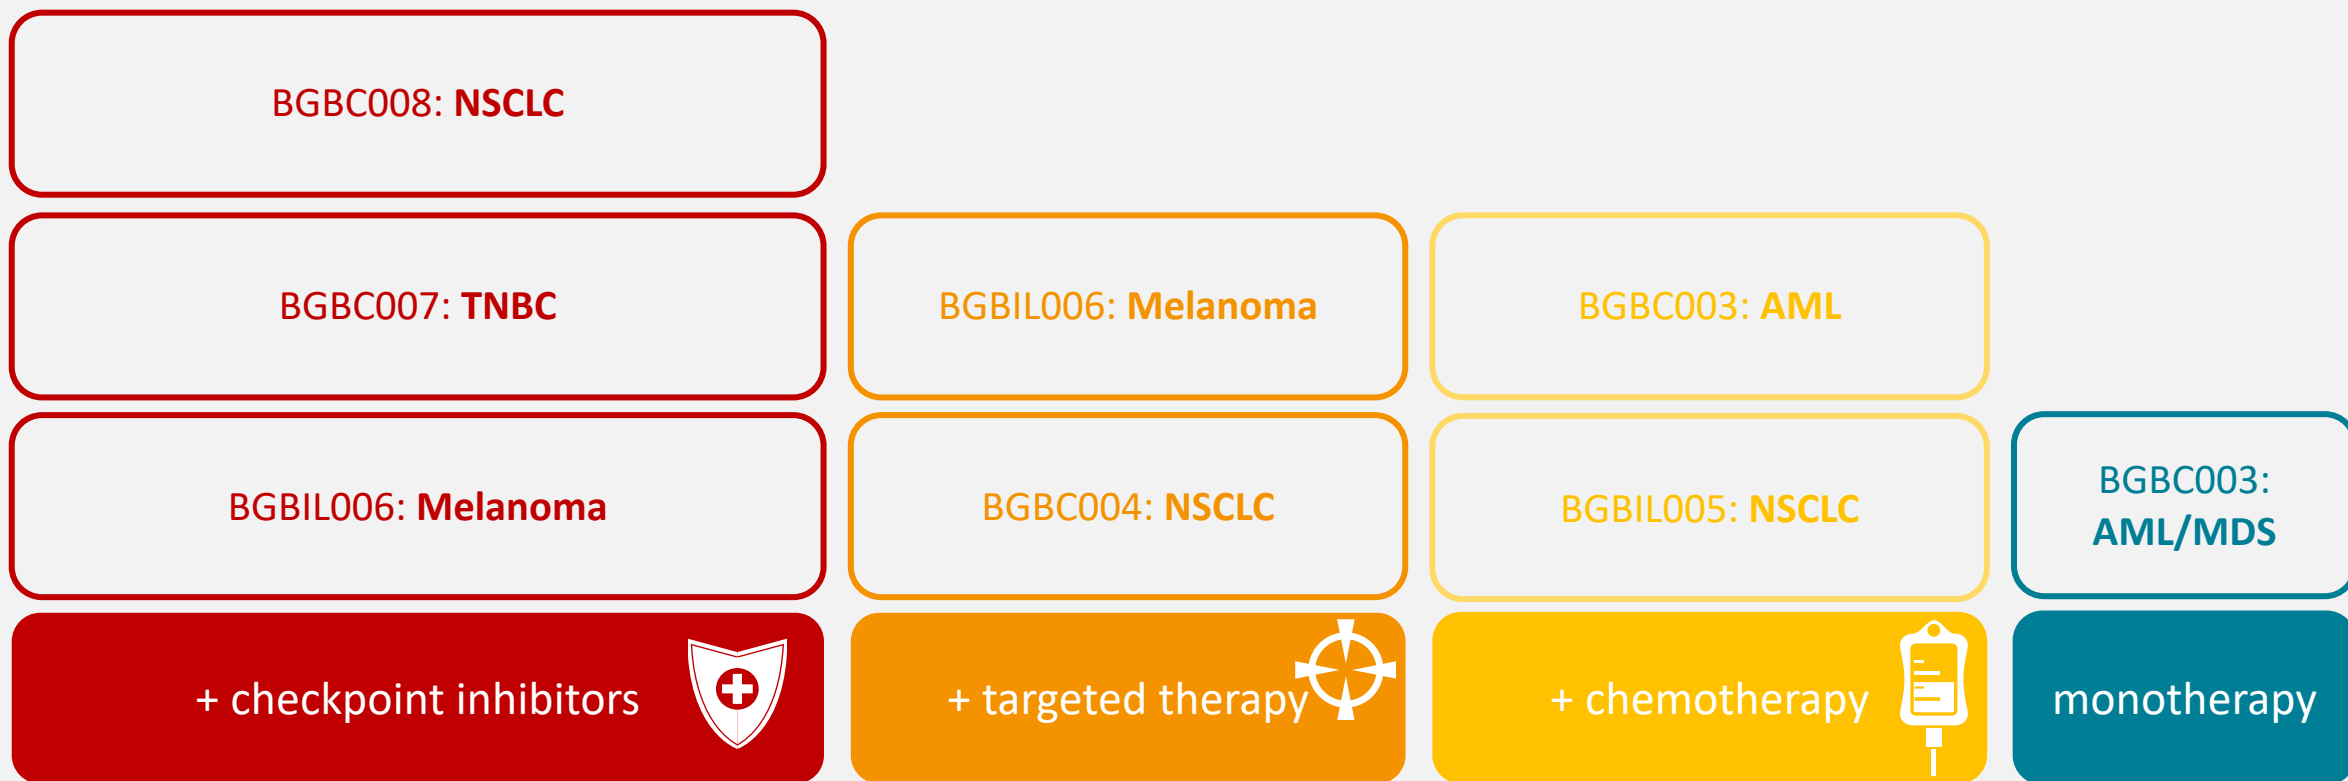 BGBC008: NSCLC
BGBC007: TNBC
BGBIL006: Melanoma
BGBC003: AML
BGBIL006: Melanoma
BGBC004: NSCLC
BGBIL005: NSCLC
BGBC003:
AML/MDS
+ checkpoint inhibitors
+ targeted therapy
+ chemotherapy
monotherapy